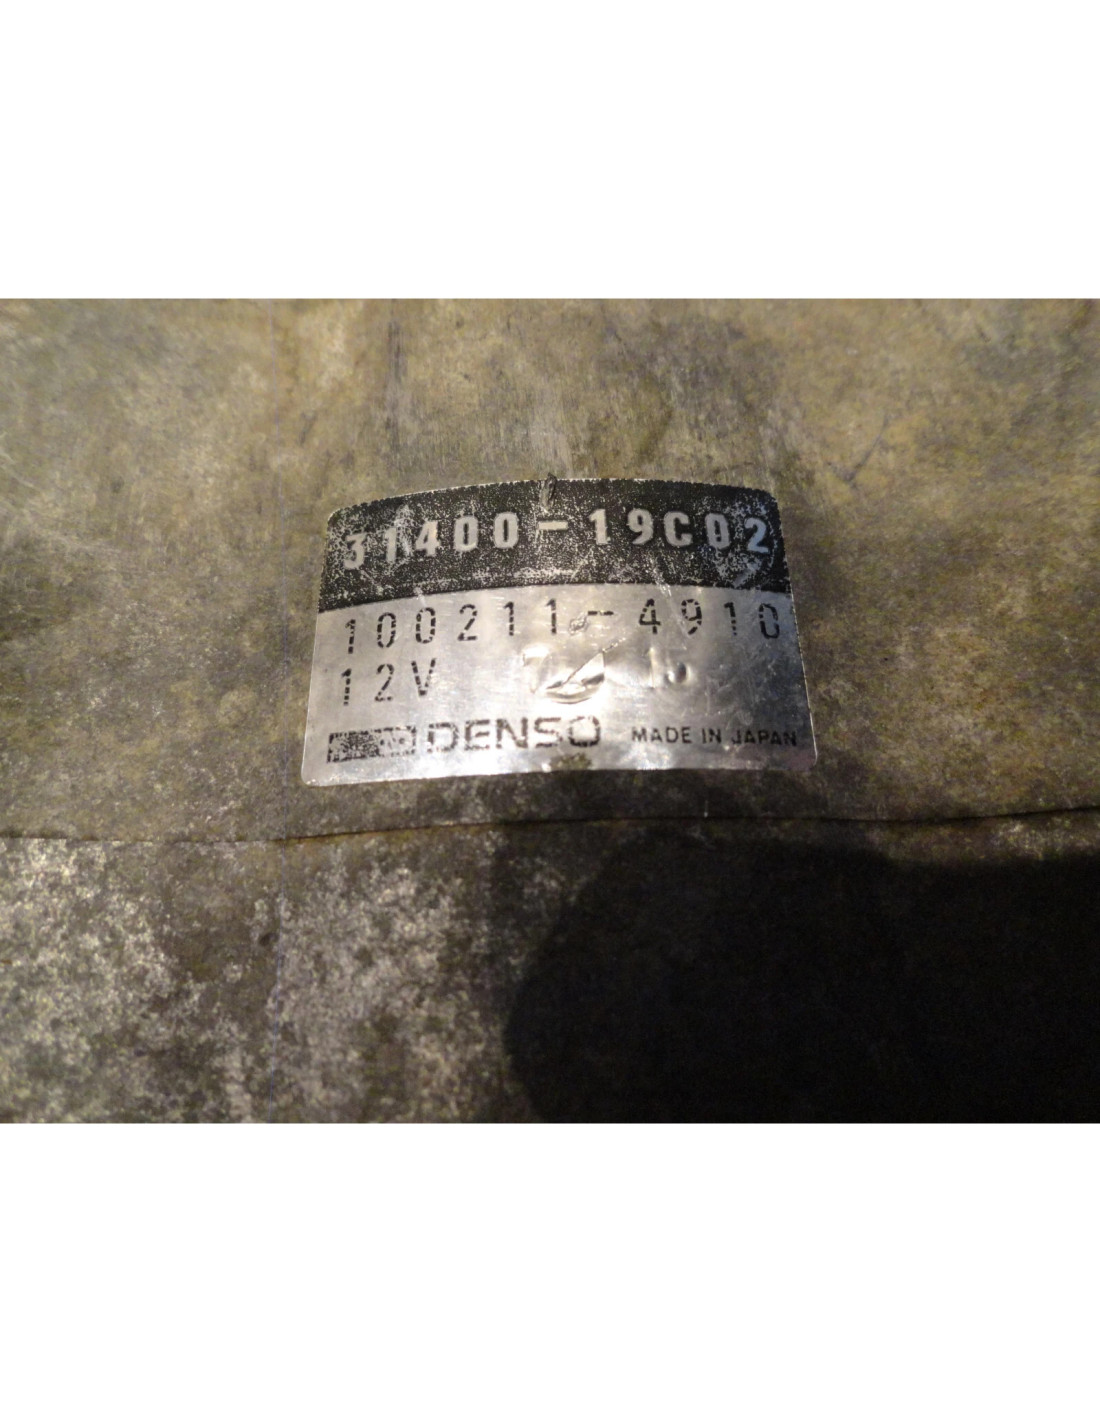 31400-19C02
100211-4910
12V
DENSO MADE IN JAPAN